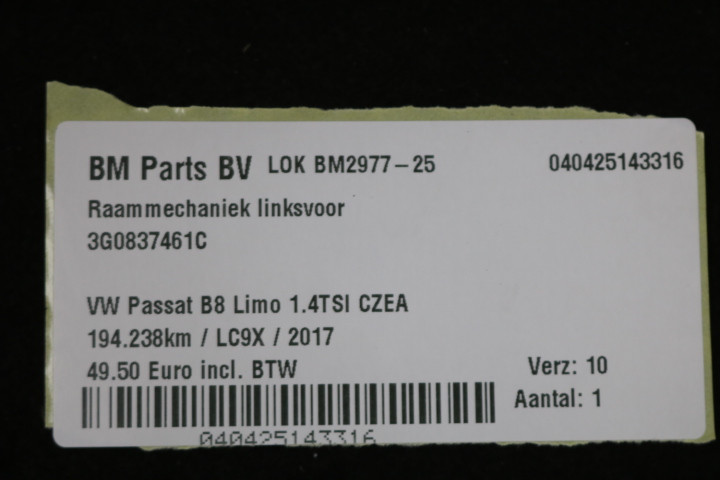 BM Parts BV LOK BM2977-25 040425143316
Raammechaniek linksvoor
3G0837461C
VW Passat B8 Limo 1.4TSI CZEA
194.238km / LC9X / 2017
49.50 Euro incl. BTW Verz: 10
Aantal: 1
040425143316